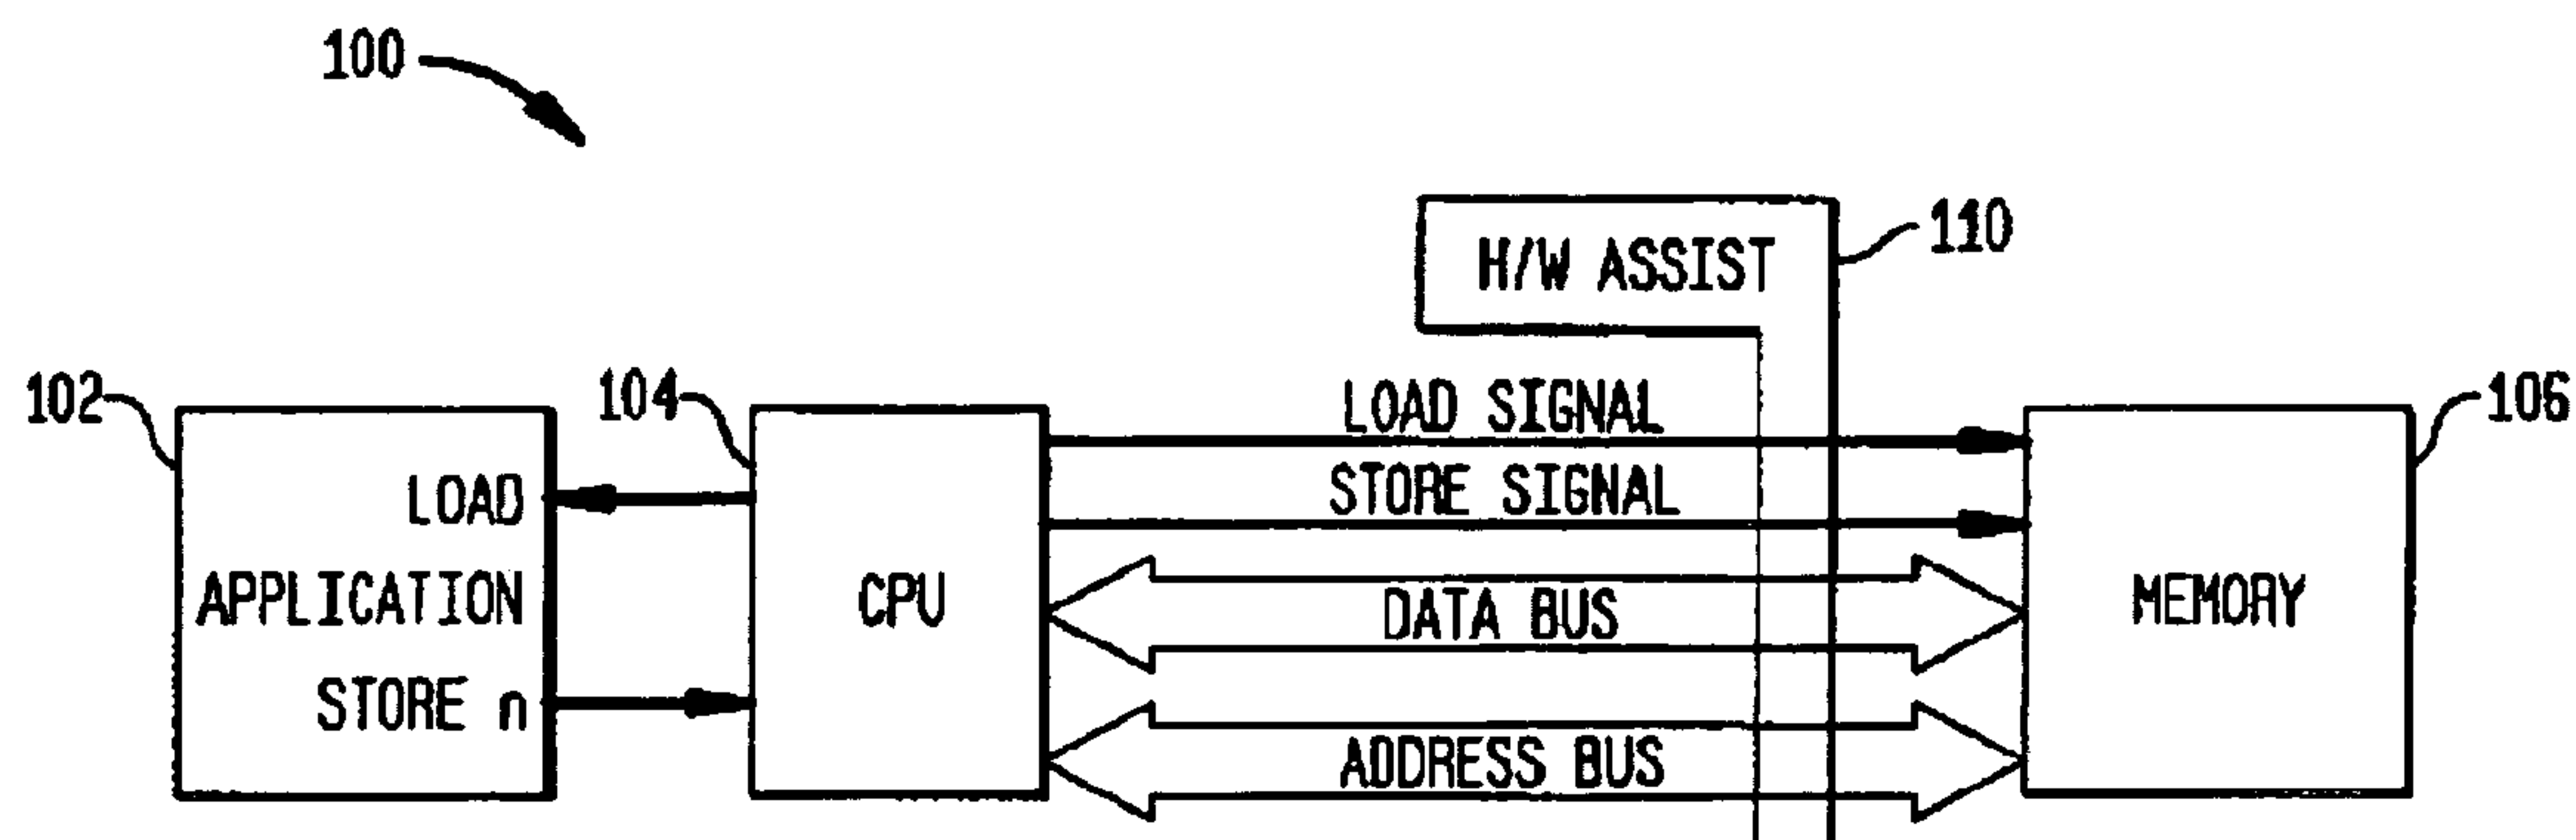 100
H/W ASSIST
110
102
104
106
LOAD SIGNAL
STORE SIGNAL
LOAD
APPLICATION
STORE n
CPU
DATA BUS
ADDRESS BUS
MEMORY